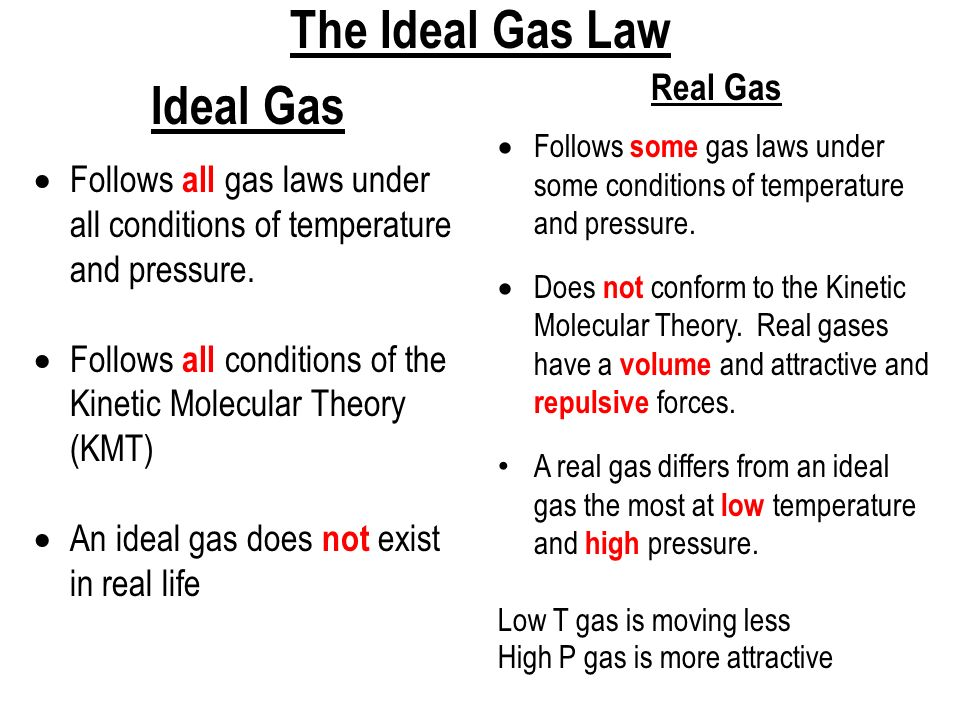 The Ideal Gas Law
Ideal Gas
• Follows all gas laws under
all conditions of temperature
and pressure.
• Follows all conditions of the
Kinetic Molecular Theory
(KMT)
• An ideal gas does not exist
in real life
Real Gas
• Follows some gas laws under
some conditions of temperature
and pressure.
• Does not conform to the Kinetic
Molecular Theory.  Real gases
have a volume and attractive and
repulsive forces.
• A real gas differs from an ideal
gas the most at low temperature
and high pressure.
Low T gas is moving less
High P gas is more attractive